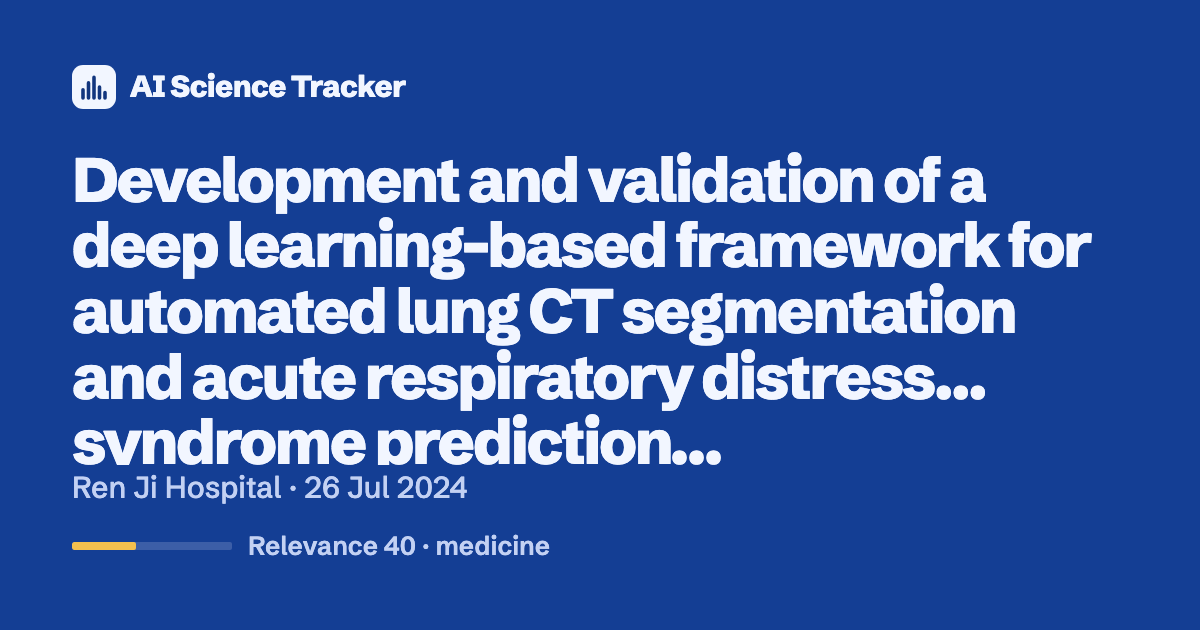 AI Science Tracker
Development and validation of a
deep learning-based framework for
automated lung CT segmentation
and acute respiratory distress...
syndrome prediction...
Ren Ji Hospital · 26 Jul 2024
Relevance 40 · medicine